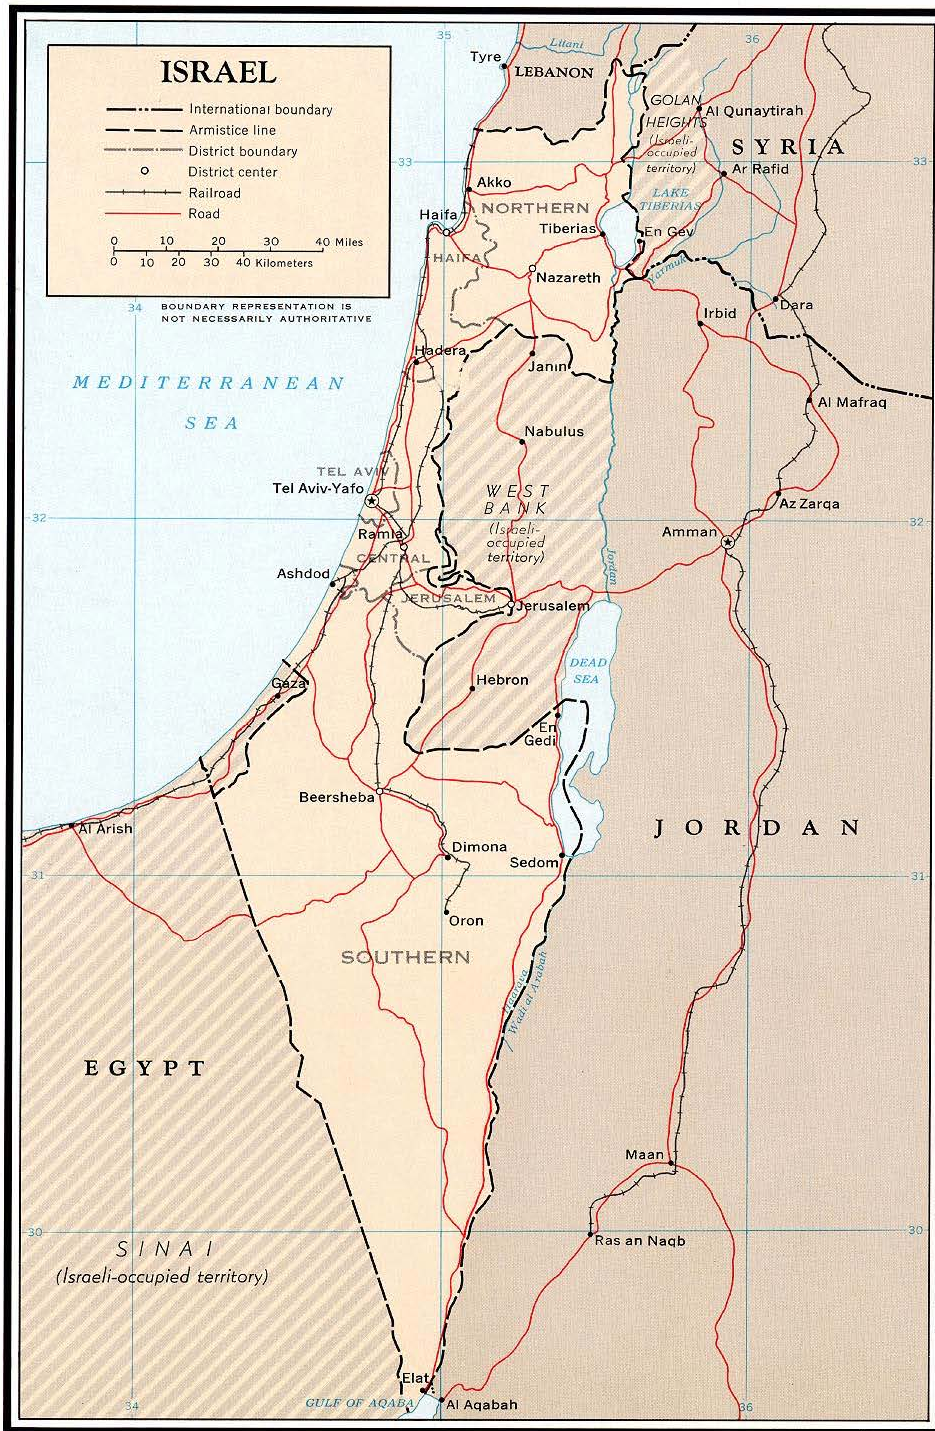 ISRAEL
International boundary
Armistice line
District boundary
District center
Railroad
Road
0 20 40 Miles
0 10 20 30 40 Kilometers
BOUNDARY REPRESENTATION IS
NOT NECESSARILY AUTHORITATIVE
35
36
Litani
Tyre
LEBANON
GOLAN
HEIGHTS
(Israeli-
occupied
territory)
Al Qunaytirah
SYRIA
33
33
Ar Rafid
Akko
LAKE
TIBERIAS
NORTHERN
Haifa
Tiberias
En Gev
HAIFA
Nazareth
Yarmuk
34
Irbid
Dara
Hadera
Janin
MEDITERRANEAN
SEA
Al Mafraq
Nabulus
TEL AVIV
Tel Aviv-Yafo
WEST
BANK
(Israeli-
occupied
territory)
Az Zarqa
32
32
Ramla
Amman
CENTRAL
Jordan
Ashdod
JERUSALEM
Jerusalem
DEAD
SEA
Gaza
Hebron
En
Gedi
Beersheba
Al Arish
JORDAN
Dimona
Sedom
31
31
Oron
SOUTHERN
Wadi al Arabah
EGYPT
Maan
30
30
Ras an Naqb
SINAI
(Israeli-occupied territory)
Elat
GULF OF AQABA
Al Aqabah
34
36